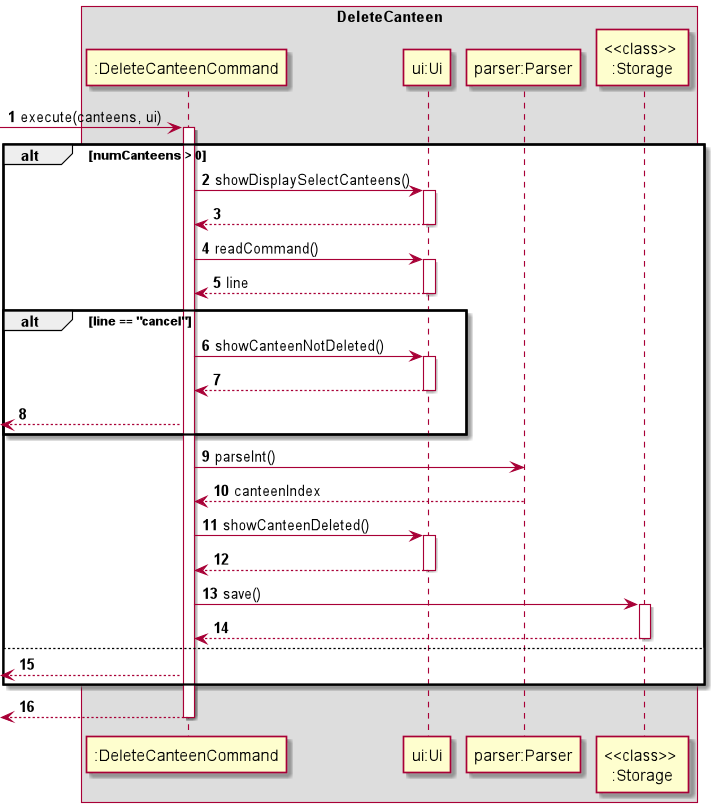 DeleteCanteen
:DeleteCanteenCommand
ui:Ui
parser:Parser
<<class>>
:Storage
1 execute(canteens, ui)
alt [numCanteens > 0]
2 showDisplaySelectCanteens()
3
4 readCommand()
5 line
alt [line == "cancel"]
6 showCanteenNotDeleted()
7
8
9 parseInt()
10 canteenIndex
11 showCanteenDeleted()
12
13 save()
14
15
16
:DeleteCanteenCommand
ui:Ui
parser:Parser
<<class>>
:Storage